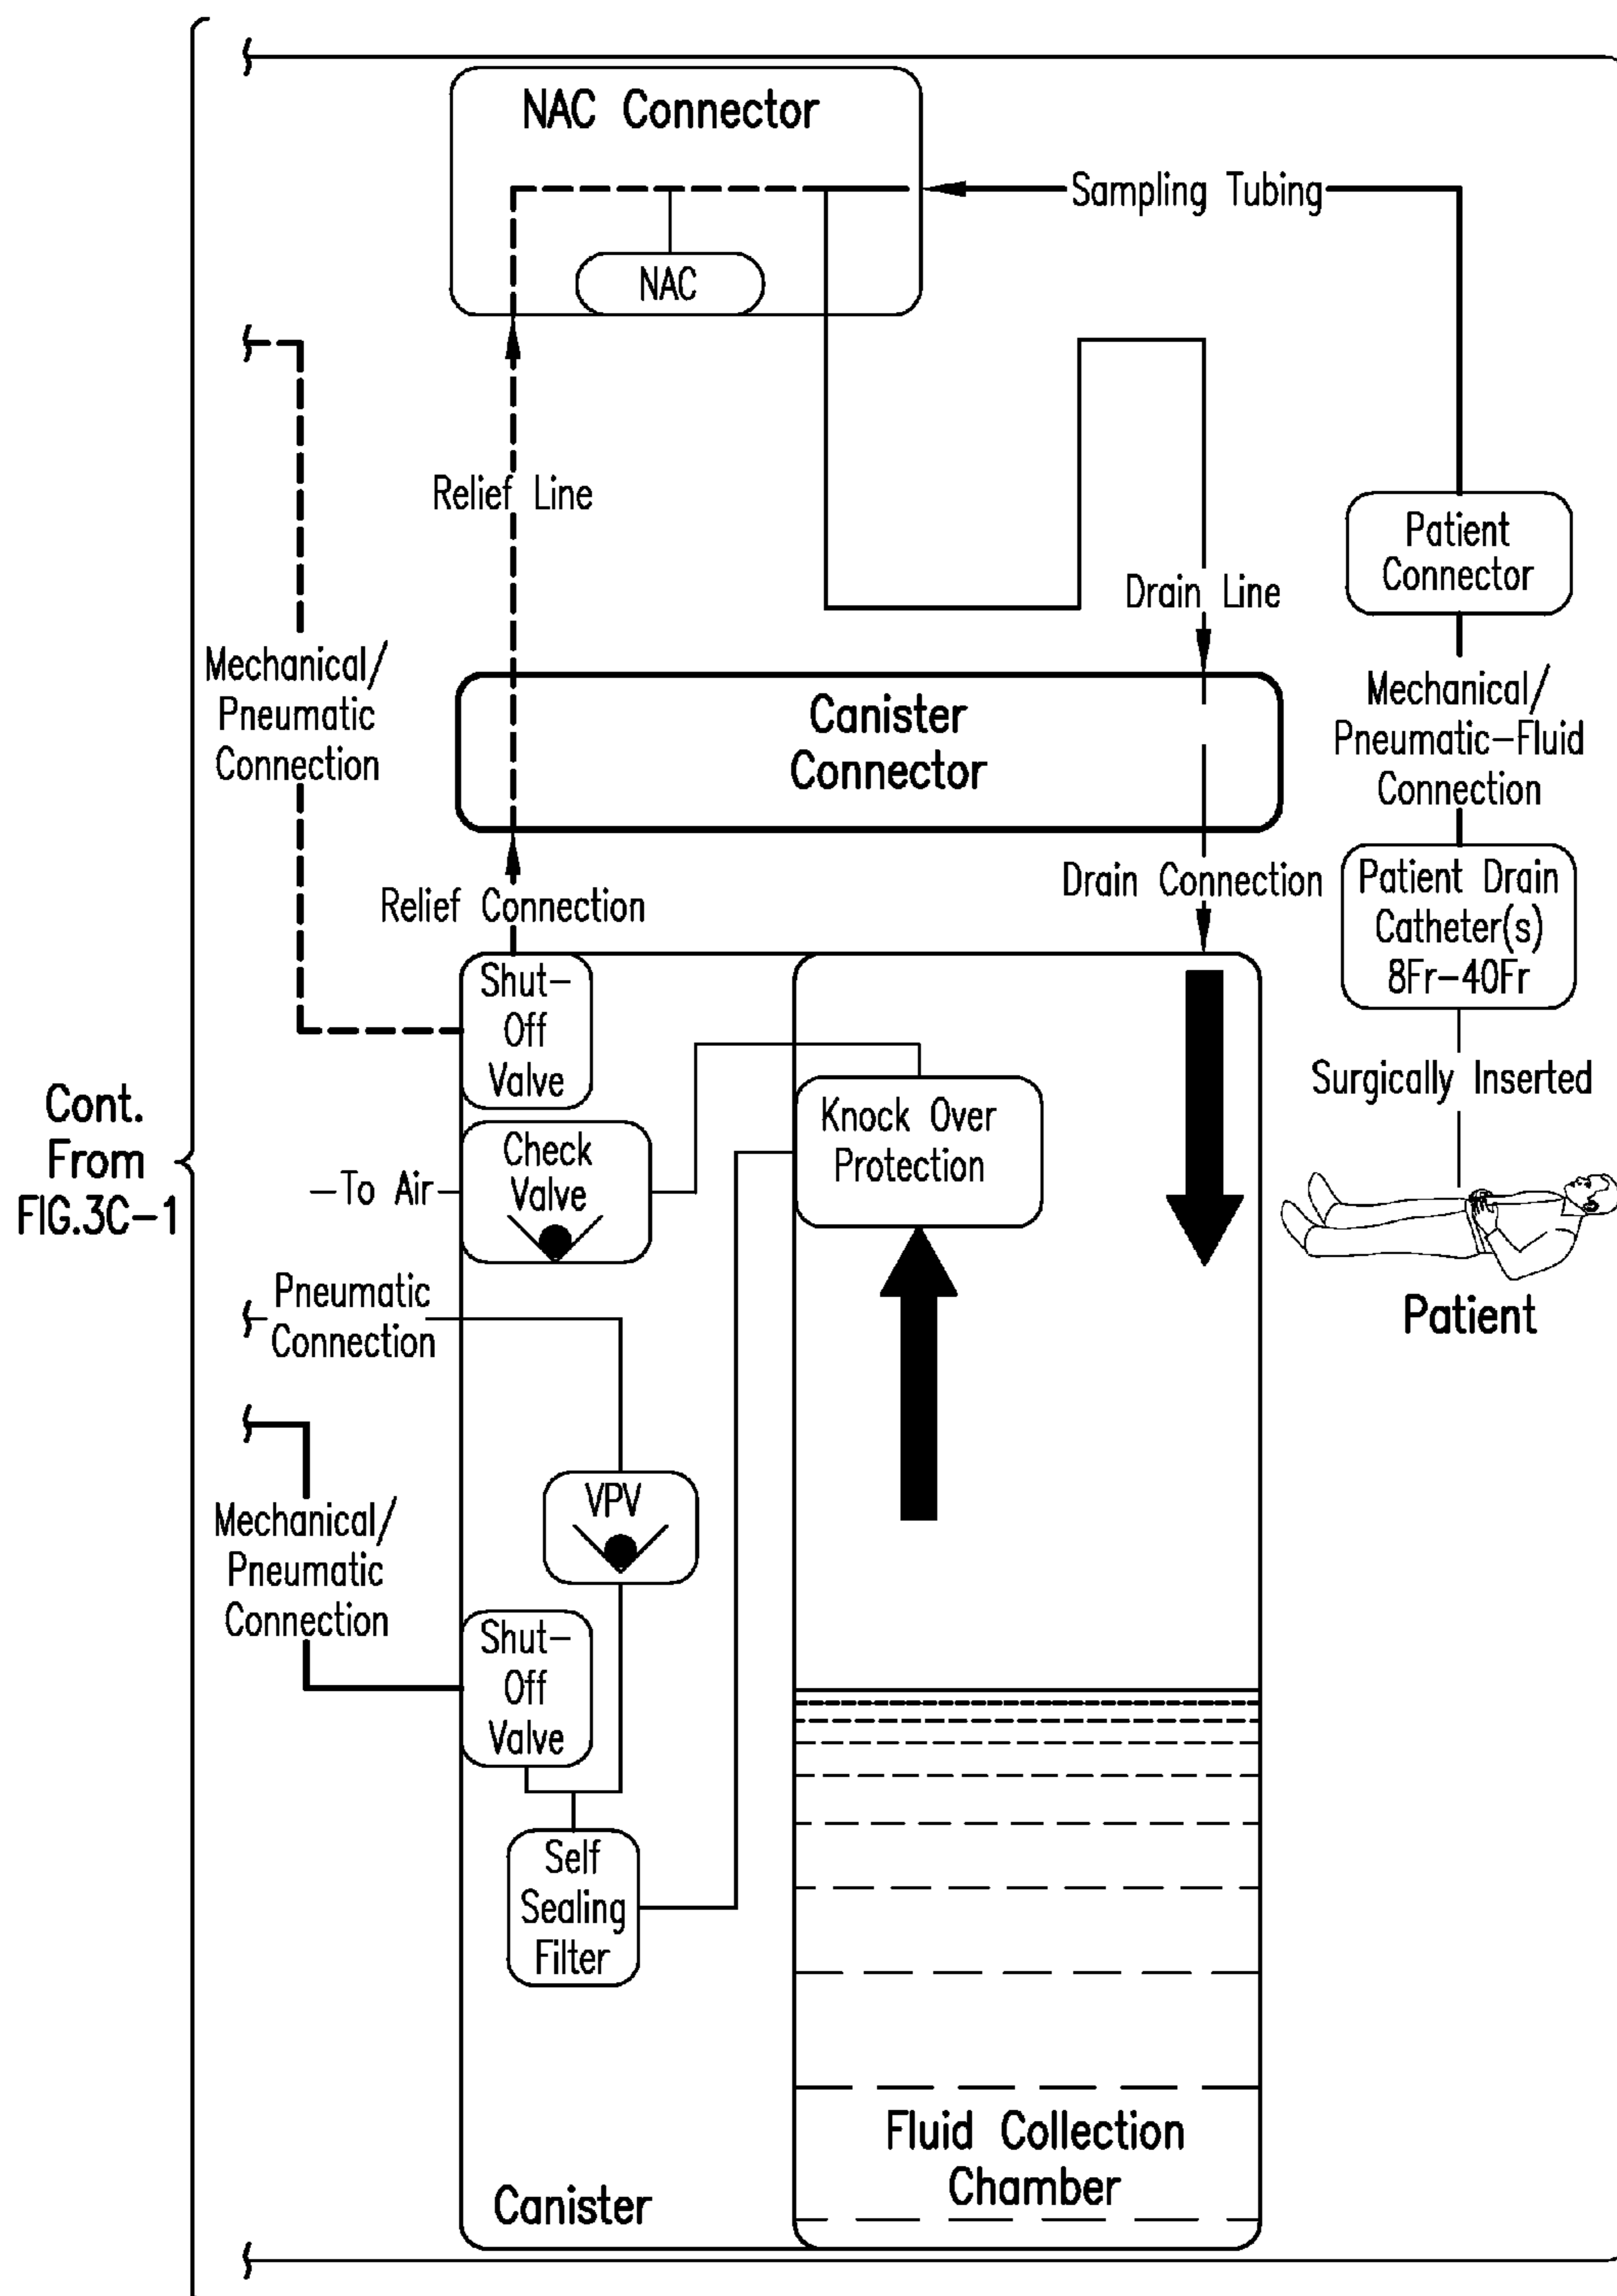 NAC Connector
Sampling Tubing
NAC
Relief Line
Patient
Connector
Drain Line
Mechanical/
Pneumatic
Connection
Mechanical/
Pneumatic-Fluid
Connection
Canister
Connector
Relief Connection
Drain Connection
Patient Drain
Catheter(s)
8Fr-40Fr
Shut-
Off
Valve
Surgically Inserted
Cont.
From
FIG.3C-1
Knock Over
Protection
Check
Valve
To Air
Patient
Pneumatic
Connection
VPV
Mechanical/
Pneumatic
Connection
Shut-
Off
Valve
Self
Sealing
Filter
Fluid Collection
Chamber
Canister